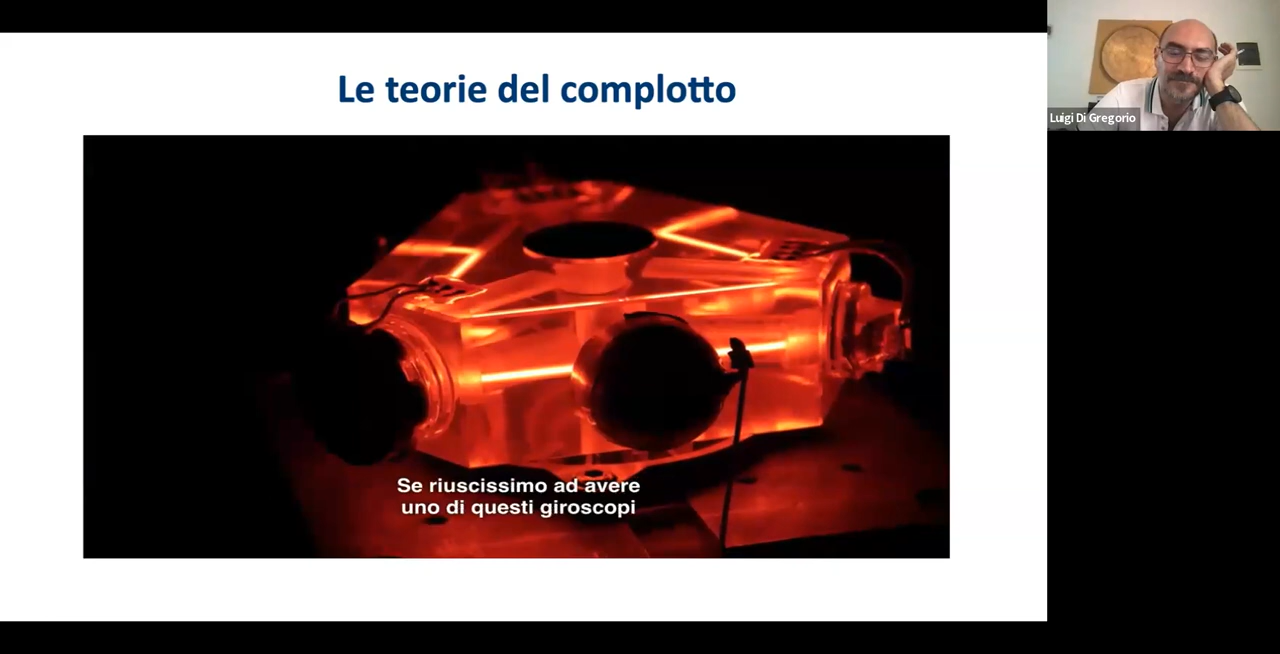 Le teorie del complotto
Luigi Di Gregorio
Se riuscissimo ad avere
uno di questi giroscopi